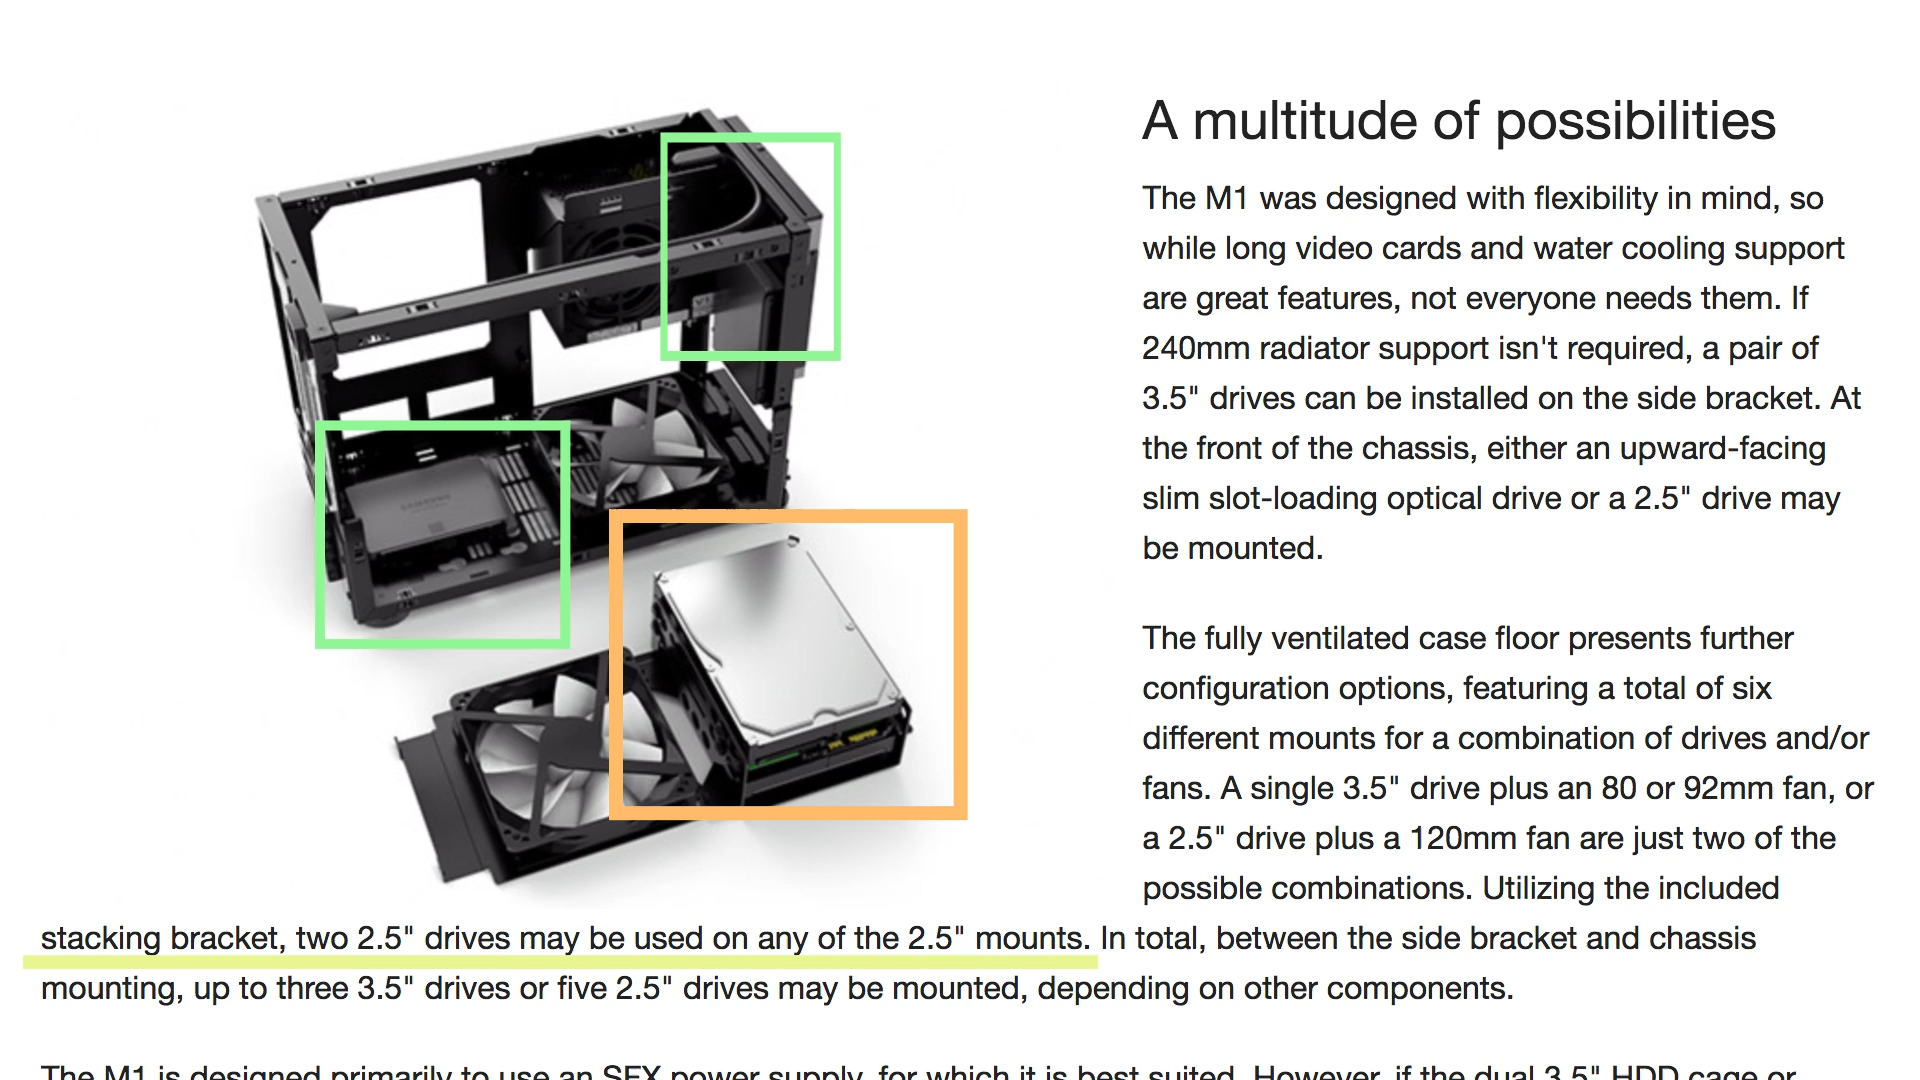 A multitude of possibilities
The M1 was designed with flexibility in mind, so
while long video cards and water cooling support
are great features, not everyone needs them. If
240mm radiator support isn't required, a pair of
3.5" drives can be installed on the side bracket. At
the front of the chassis, either an upward-facing
slim slot-loading optical drive or a 2.5" drive may
be mounted.
The fully ventilated case floor presents further
configuration options, featuring a total of six
different mounts for a combination of drives and/or
fans. A single 3.5" drive plus an 80 or 92mm fan, or
a 2.5" drive plus a 120mm fan are just two of the
possible combinations. Utilizing the included
stacking bracket, two 2.5" drives may be used on any of the 2.5" mounts. In total, between the side bracket and chassis
mounting, up to three 3.5" drives or five 2.5" drives may be mounted, depending on other components.
The M1 is designed primarily to use an SFX power supply, for which it is best suited. However, if the dual 3.5" HDD cage or
SAMSUNG